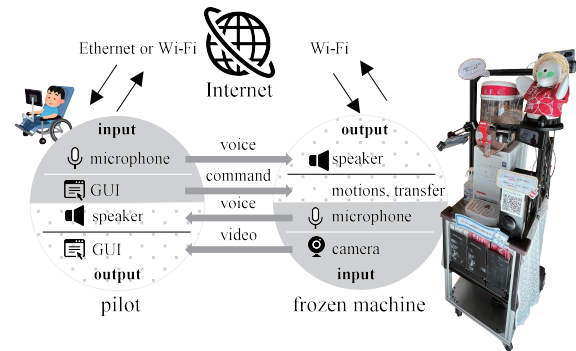 Ethernet or Wi-Fi
Wi-Fi
Internet
input
microphone
GUI
speaker
GUI
output
pilot
voice
command
voice
video
output
speaker
motions, transfer
microphone
camera
input
frozen machine